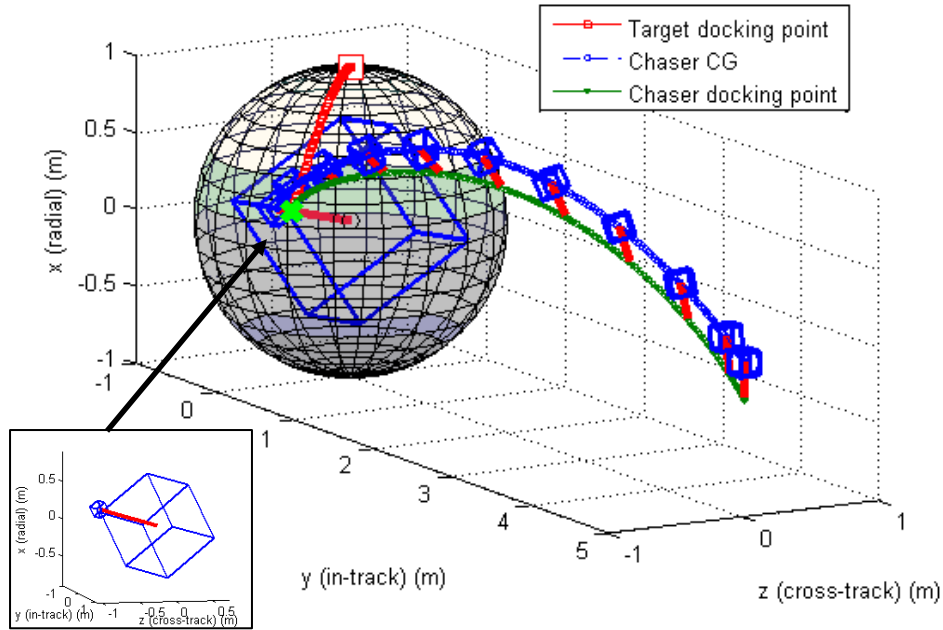 Target docking point
Chaser CG
Chaser docking point
1
0.5
0
-0.5
-1
x (radial) (m)
-1
0
1
2
3
4
5
y (in-track) (m)
-1
0
1
z (cross-track) (m)
0.5
0
-0.5
x (radial) (m)
-1
0
1
y (in-track) (m)
-1
-0.5
0
0.5
z (cross-track) (m)